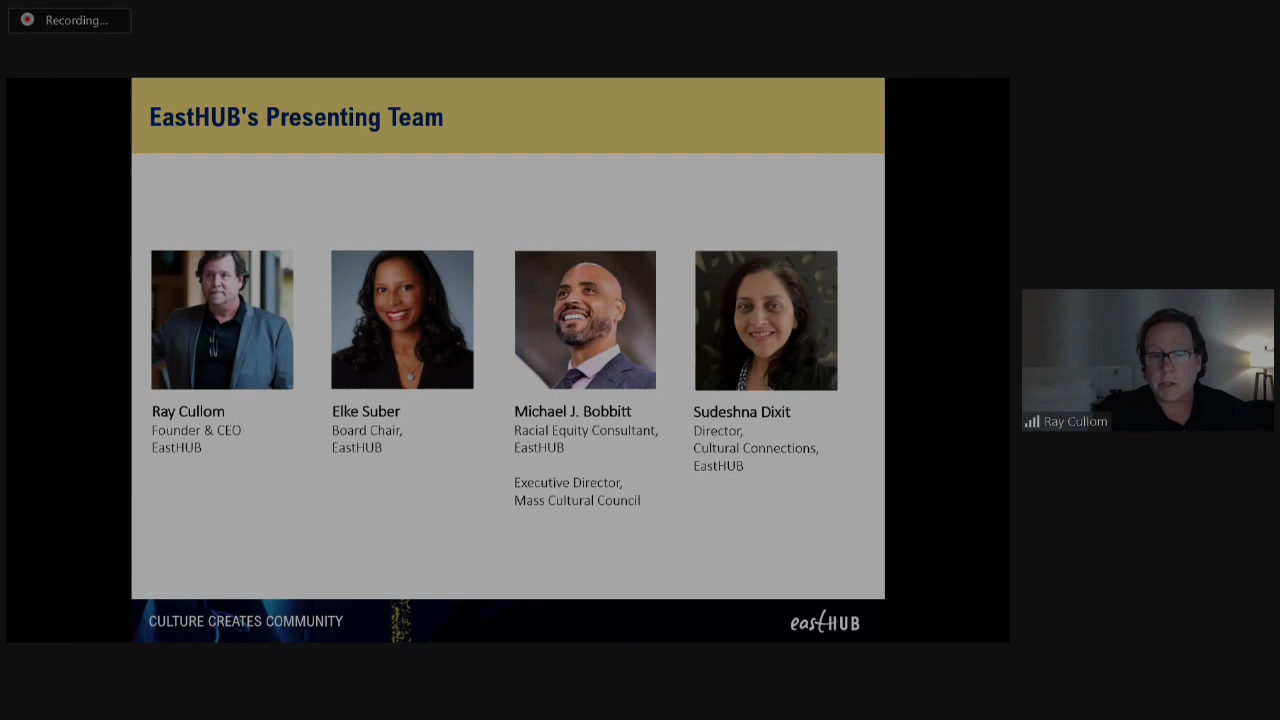 Recording...
EastHUB's Presenting Team
Ray Cullom
Founder & CEO
EastHUB
Elke Suber
Board Chair,
EastHUB
Michael J. Bobbitt
Racial Equity Consultant,
EastHUB
Executive Director,
Mass Cultural Council
Sudeshna Dixit
Director,
Cultural Connections,
EastHUB
Ray Cullom
CULTURE CREATES COMMUNITY
eastHUB